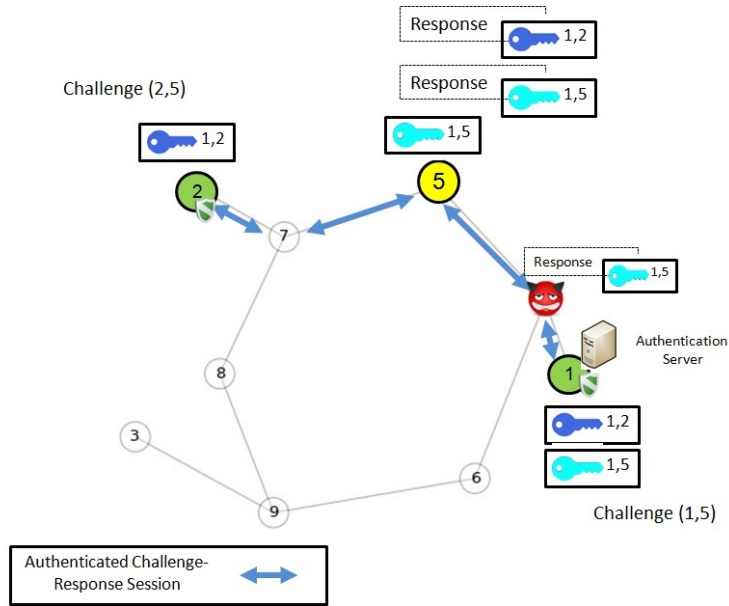 Response
1,2
Response
1,5
Challenge (2,5)
1,2
1,5
2
5
7
Response
1,5
Authentication
Server
1
8
1,2
3
1,5
6
9
Challenge (1,5)
Authenticated Challenge-
Response Session